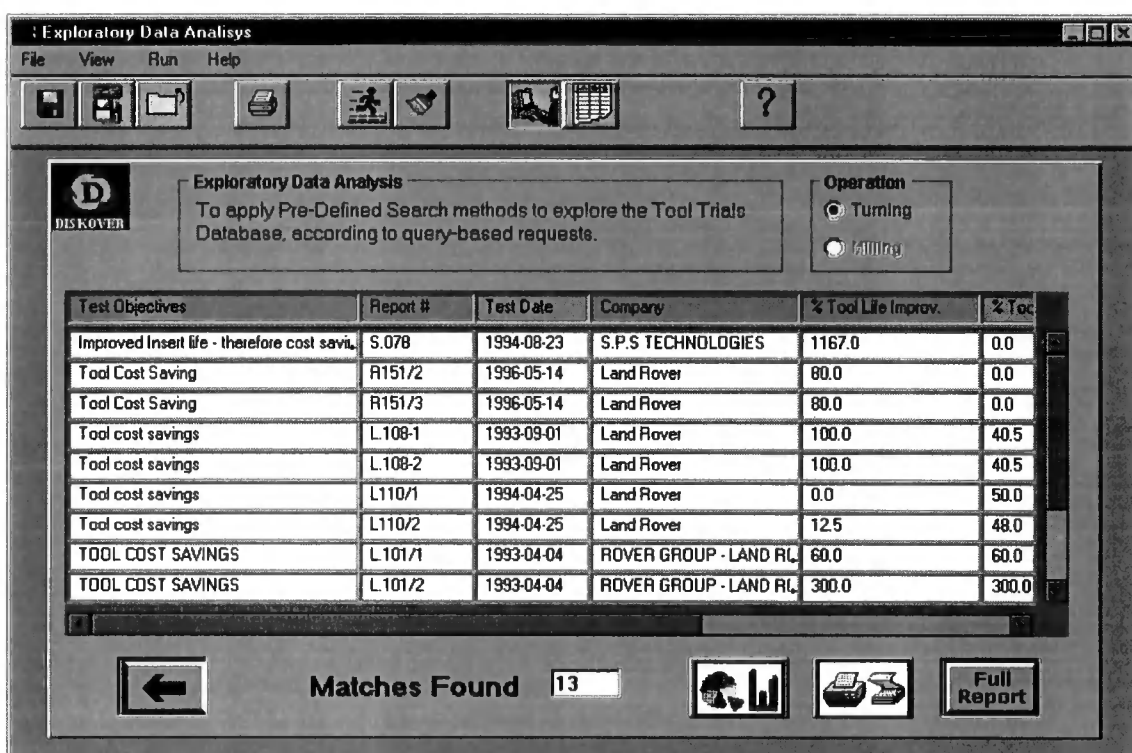 Exploratory Data Analisys
File View Run Help
?
D
DISKOVER
Exploratory Data Analysis
To apply Pre-Defined Search methods to explore the Tool Trials
Database, according to query-based requests.
Operation
Turning
Milling
Test Objectives Report # Test Date Company % Tool Life Improv. % Toc
Improved Insert life - therefore cost savi S.078 1994-08-23 S.P.S TECHNOLOGIES 1167.0 0.0
Tool Cost Saving R151/2 1996-05-14 Land Rover 80.0 0.0
Tool Cost Saving R151/3 1996-05-14 Land Rover 80.0 0.0
Tool cost savings L.108-1 1993-09-01 Land Rover 100.0 40.5
Tool cost savings L.108-2 1993-09-01 Land Rover 100.0 40.5
Tool cost savings L110/1 1994-04-25 Land Rover 0.0 50.0
Tool cost savings L110/2 1994-04-25 Land Rover 12.5 48.0
TOOL COST SAVINGS L.101/1 1993-04-04 ROVER GROUP - LAND R 60.0 60.0
TOOL COST SAVINGS L.101/2 1993-04-04 ROVER GROUP - LAND R 300.0 300.0
Matches Found 13
Full
Report